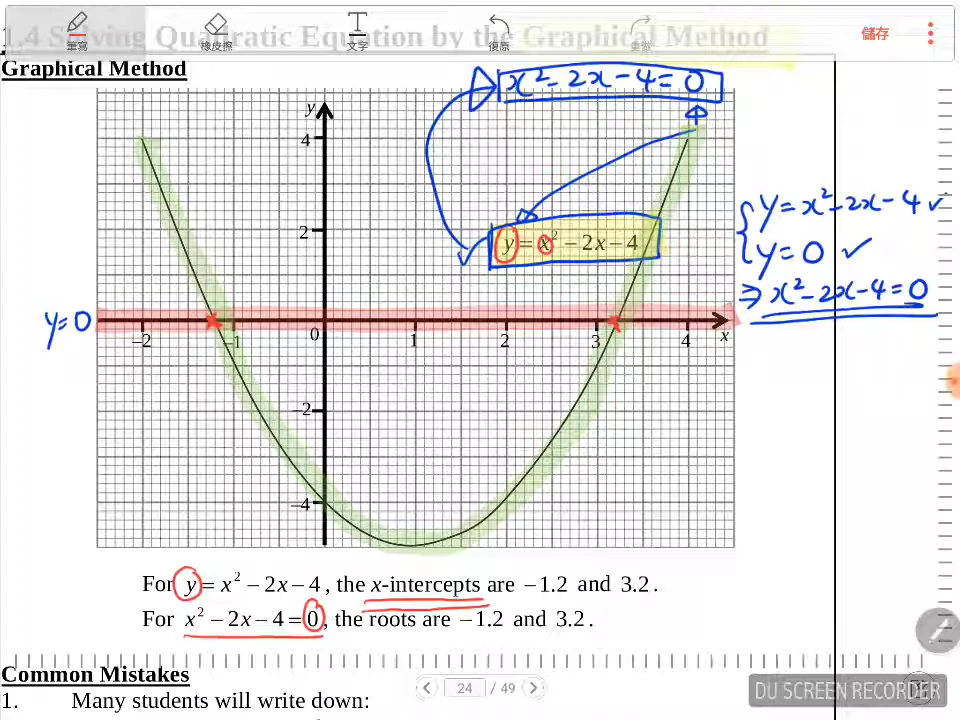 1.4 Solving Quadratic Equation by the Graphical Method
筆寫 橡皮擦 文字 復原 重做 儲存
Graphical Method
x² − 2x − 4 = 0
y
4
2
y = x² − 2x − 4
y = x² − 2x − 4 ✓
y = 0 ✓
⇒ x² − 2x − 4 = 0
y = 0
−2 −1 0 1 2 3 4 x
−2
−4
For y = x² − 2x − 4, the x-intercepts are −1.2 and 3.2.
For x² − 2x − 4 = 0, the roots are −1.2 and 3.2.
Common Mistakes
1. Many students will write down:
24 / 49
DU SCREEN RECORDER